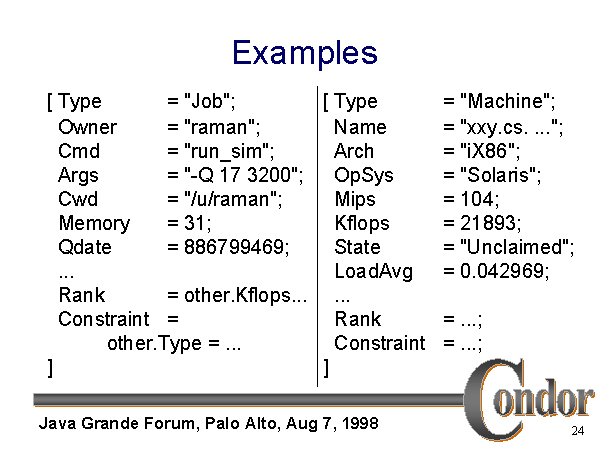 Examples
[ Type = "Job";
Owner = "raman";
Cmd = "run_sim";
Args = "-Q 17 3200";
Cwd = "/u/raman";
Memory = 31;
Qdate = 886799469;
...
Rank = other.Kflops...
Constraint =
other.Type = ...
]
[ Type = "Machine";
Name = "xxy.cs. ...";
Arch = "iX86";
OpSys = "Solaris";
Mips = 104;
Kflops = 21893;
State = "Unclaimed";
LoadAvg = 0.042969;
...
Rank = ...;
Constraint = ...;
]
Java Grande Forum, Palo Alto, Aug 7, 1998
Condor
24